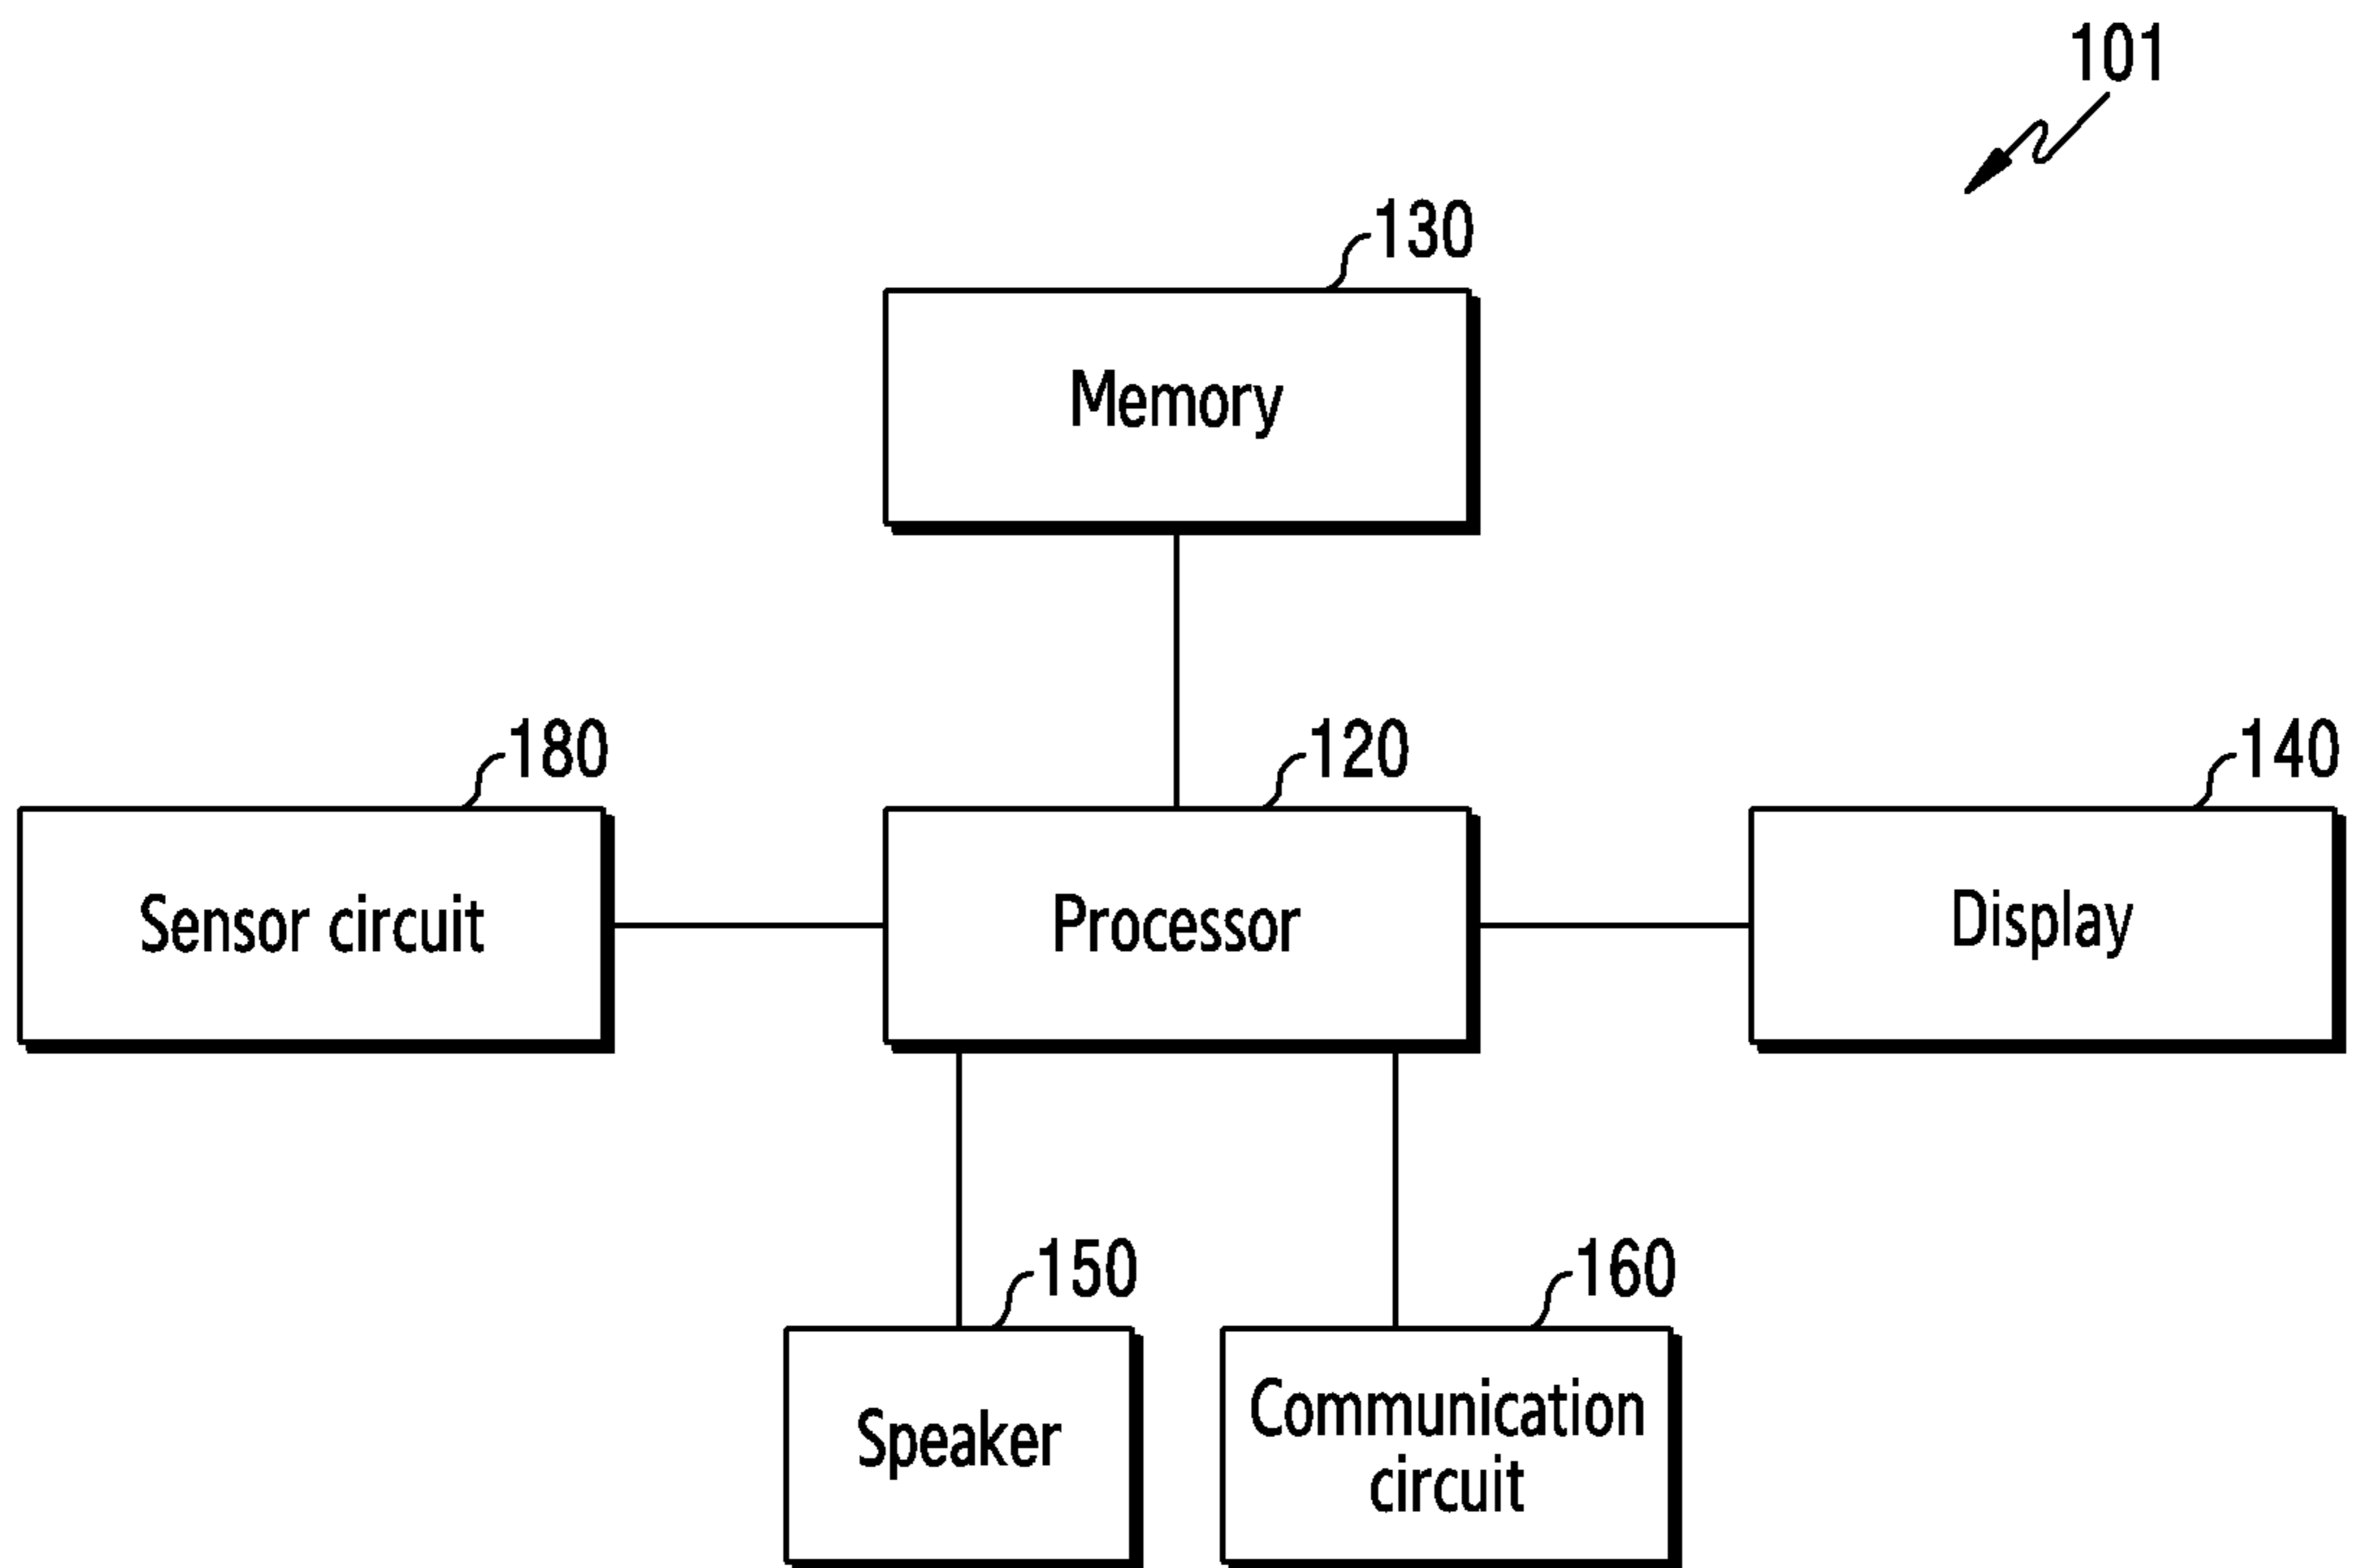 101
130
Memory
180
120
140
Sensor circuit
Processor
Display
150
160
Speaker
Communication
circuit